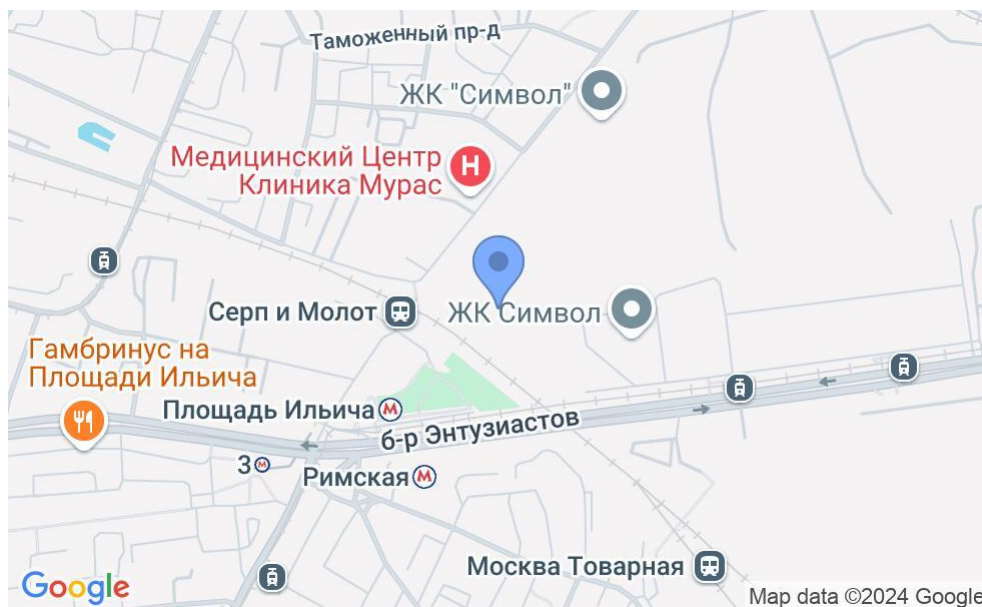 Таможенный пр-д
ЖК "Символ"
Медицинский Центр
Клиника Мурас
H
Серп и Молот
ЖК Символ
Гамбринус на
Площади Ильича
Площадь Ильича
б-р Энтузиастов
3
Римская
Москва Товарная
Google
Map data ©2024 Google